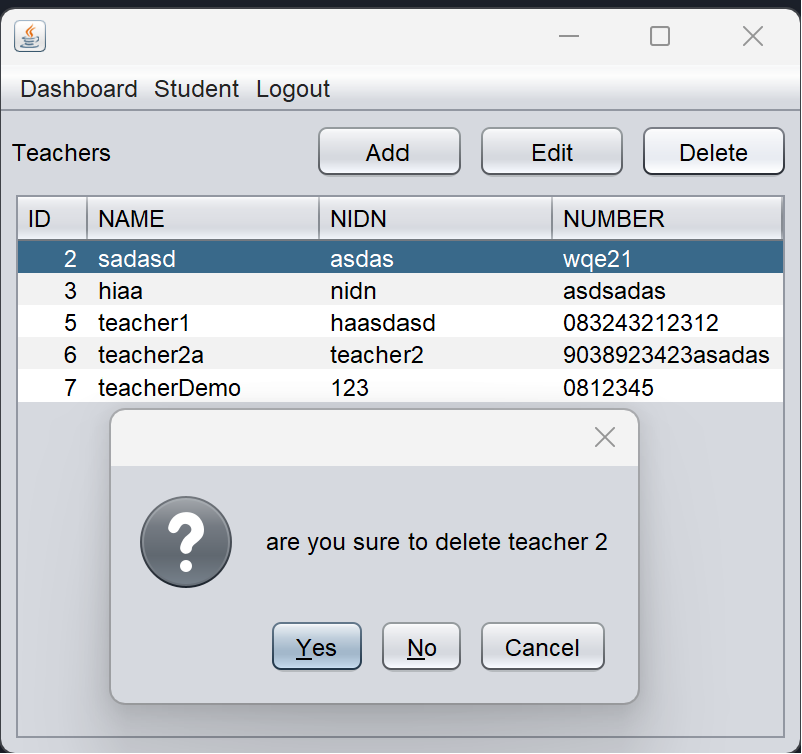 Dashboard Student Logout
Teachers Add Edit Delete
ID NAME NIDN NUMBER
2 sadasd asdas wqe21
3 hiaa nidn asdsadas
5 teacher1 haasdasd 083243212312
6 teacher2a teacher2 9038923423asadas
7 teacherDemo 123 0812345
?
are you sure to delete teacher 2
Yes No Cancel